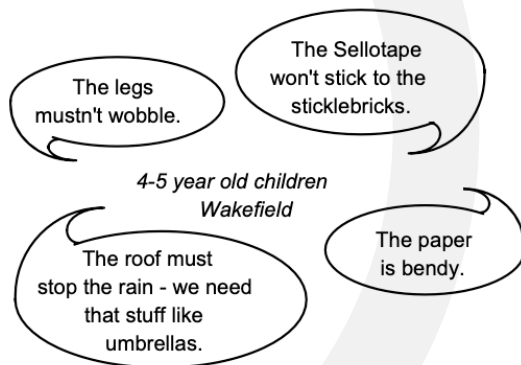 The legs
mustn't wobble.
The Sellotape
won't stick to the
sticklebricks.
4-5 year old children
Wakefield
The roof must
stop the rain - we need
that stuff like
umbrellas.
The paper
is bendy.